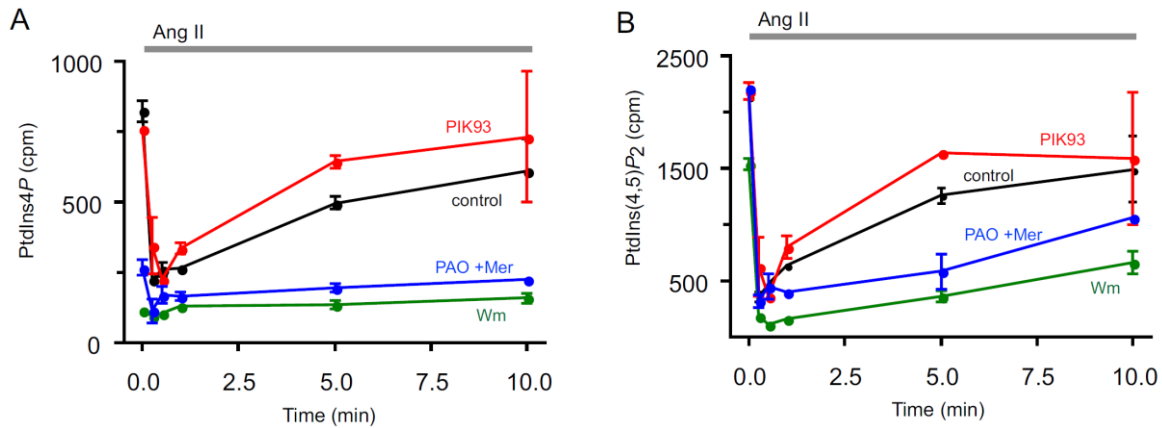 A
Ang II
PtdIns4P (cpm)
1000
500
0
PIK93
control
PAO +Mer
Wm
0.0 2.5 5.0 7.5 10.0
Time (min)
B
Ang II
PtdIns(4,5)P2 (cpm)
2500
1500
500
PIK93
control
PAO +Mer
Wm
0.0 2.5 5.0 7.5 10.0
Time (min)